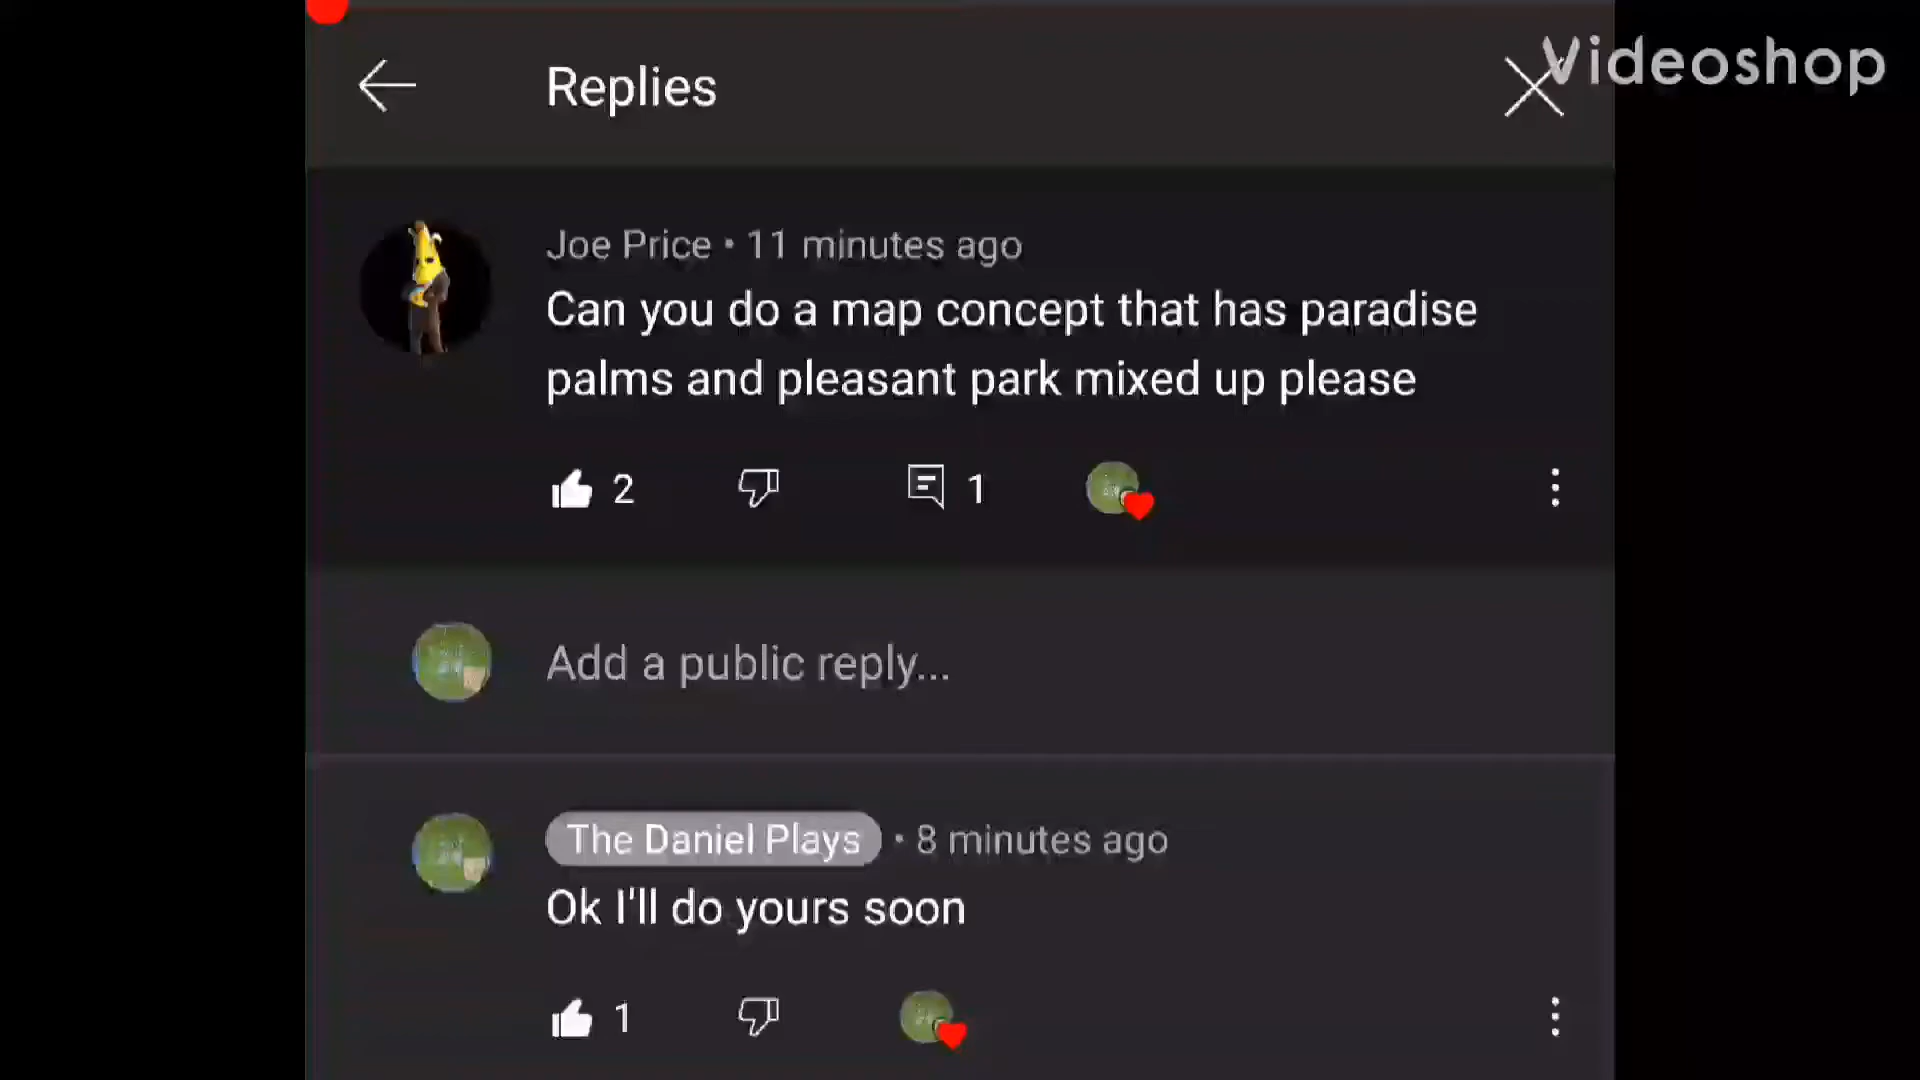 Videoshop
Replies
Joe Price • 11 minutes ago
Can you do a map concept that has paradise
palms and pleasant park mixed up please
2 1
Add a public reply...
The Daniel Plays • 8 minutes ago
Ok I'll do yours soon
1